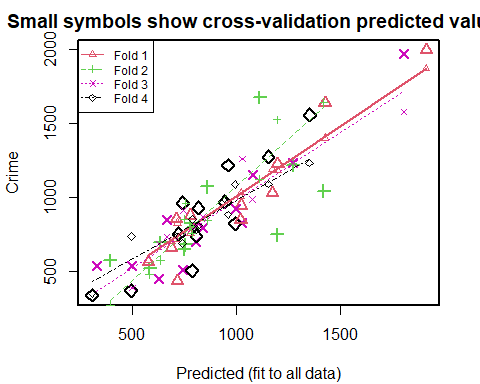 Small symbols show cross-validation predicted valu
Fold 1
Fold 2
Fold 3
Fold 4
2000
1500
1000
500
Crime
500 1000 1500
Predicted (fit to all data)